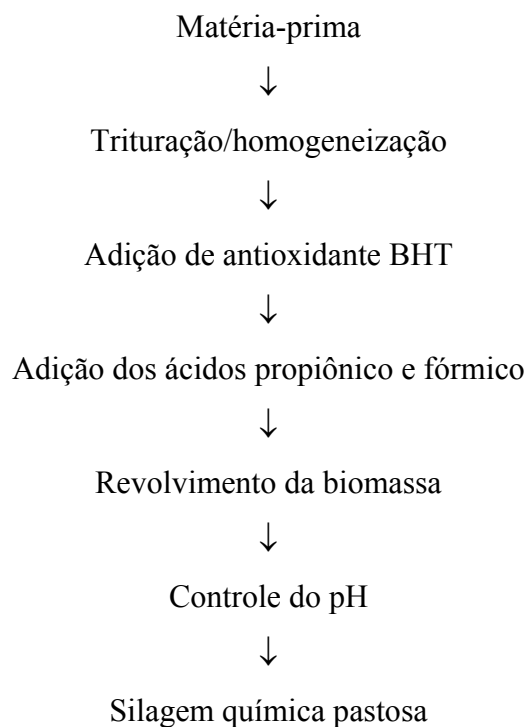 Matéria-prima
↓
Trituração/homogeneização
↓
Adição de antioxidante BHT
↓
Adição dos ácidos propiônico e fórmico
↓
Revolvimento da biomassa
↓
Controle do pH
↓
Silagem química pastosa